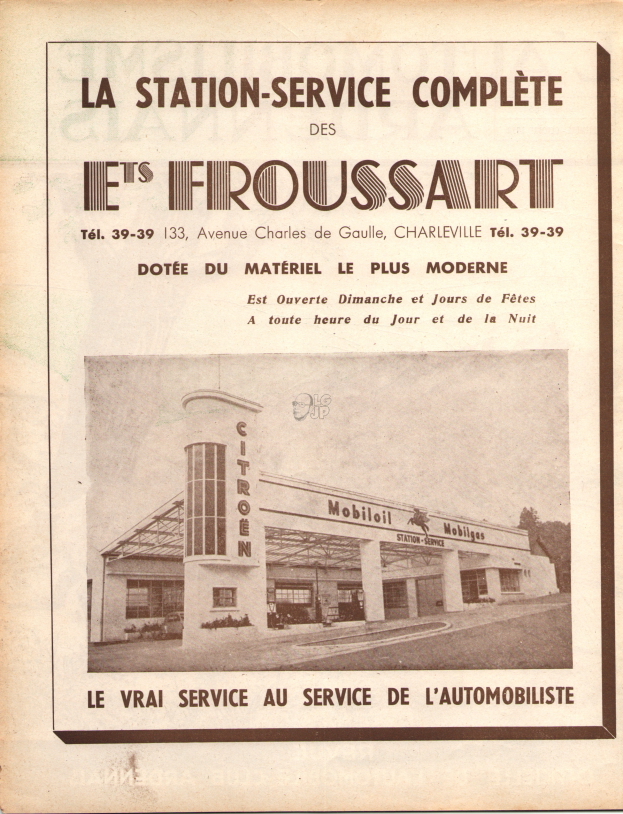 LA STATION-SERVICE COMPLÈTE
DES
ETS FROUSSART
Tél. 39-39 133, Avenue Charles de Gaulle, CHARLEVILLE Tél. 39-39
DOTÉE DU MATÉRIEL LE PLUS MODERNE
Est Ouverte Dimanche et Jours de Fêtes
A toute heure du Jour et de la Nuit
LG
JP
CITROËN
Mobiloil Mobilgas
STATION-SERVICE
LE VRAI SERVICE AU SERVICE DE L'AUTOMOBILISTE